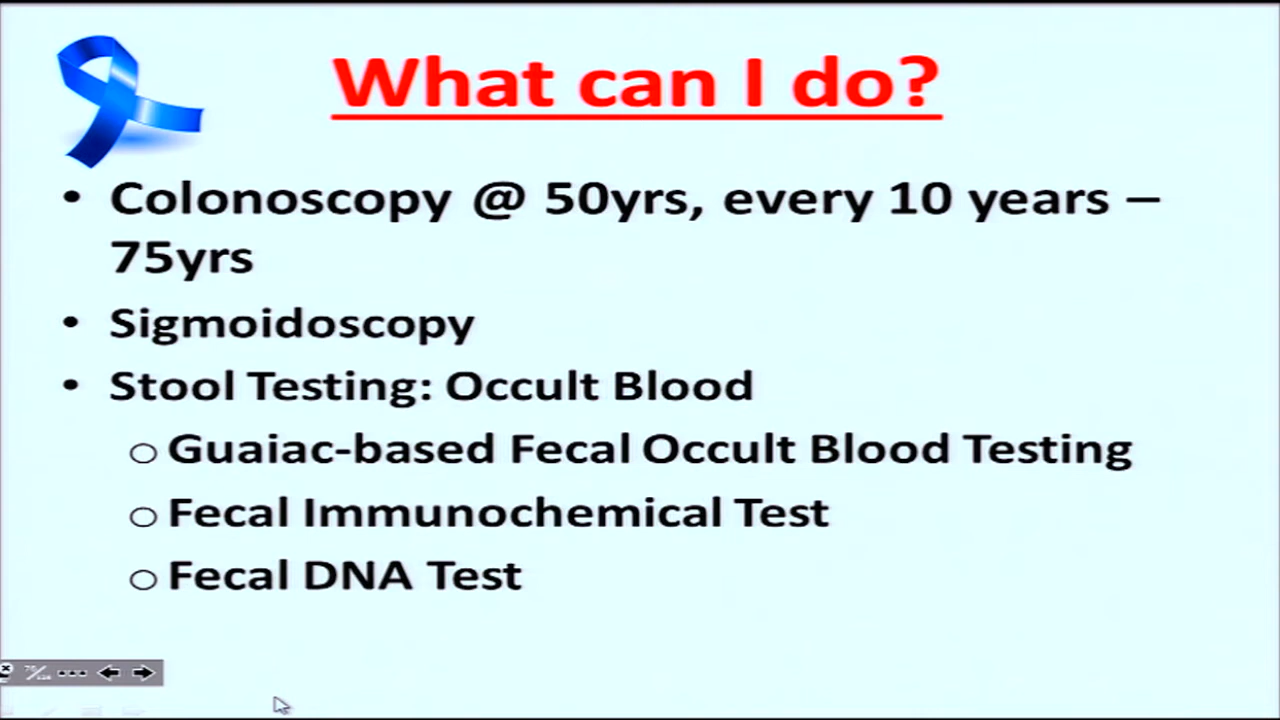 What can I do?
• Colonoscopy @ 50yrs, every 10 years –
75yrs
• Sigmoidoscopy
• Stool Testing: Occult Blood
o Guaiac-based Fecal Occult Blood Testing
o Fecal Immunochemical Test
o Fecal DNA Test